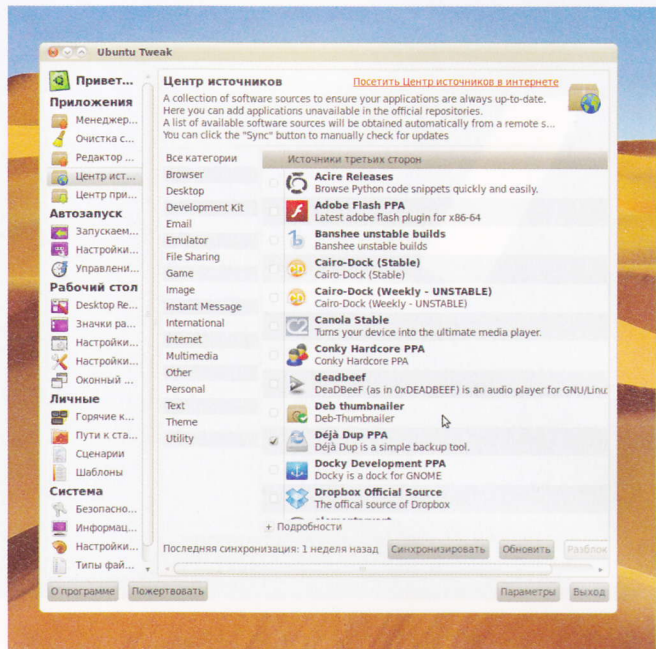 Ubuntu Tweak
Привет...
Приложения
Менеджер...
Очистка с...
Редактор ...
Центр ист...
Центр при...
Автозапуск
Запускаем...
Настройки...
Управлени...
Рабочий стол
Desktop Re...
Значки ра...
Настройки...
Настройки...
Оконный ...
Личные
Горячие к...
Пути к ста...
Сценарии
Шаблоны
Система
Безопасно...
Информац...
Настройки...
Типы фай...
Центр источников
Посетить Центр источников в интернете
A collection of software sources to ensure your applications are always up-to-date.
Here you can add applications unavailable in the official repositories.
A list of available software sources will be obtained automatically from a remote s...
You can click the "Sync" button to manually check for updates
Все категории
Browser
Desktop
Development Kit
Email
Emulator
File Sharing
Game
Image
Instant Message
International
Internet
Multimedia
Other
Personal
Text
Theme
Utility
Источники третьих сторон
Acire Releases
Browse Python code snippets quickly and easily.
Adobe Flash PPA
Latest adobe flash plugin for x86-64
Banshee unstable builds
Banshee unstable builds
Cairo-Dock (Stable)
Cairo-Dock (Stable)
Cairo-Dock (Weekly - UNSTABLE)
Cairo-Dock (Weekly - UNSTABLE)
Canola Stable
Turns your device into the ultimate media player.
Conky Hardcore PPA
Conky Hardcore PPA
deadbeef
DeaDBeeF (as in 0xDEADBEEF) is an audio player for GNU/Linu
Deb thumbnailer
Deb-Thumbnailer
Déjà Dup PPA
Déjà Dup is a simple backup tool.
Docky Development PPA
Docky is a dock for GNOME
Dropbox Official Source
The offical source of Dropbox
+ Подробности
Последняя синхронизация: 1 неделя назад
Синхронизировать
Обновить
Разблок
О программе
Пожертвовать
Параметры
Выход